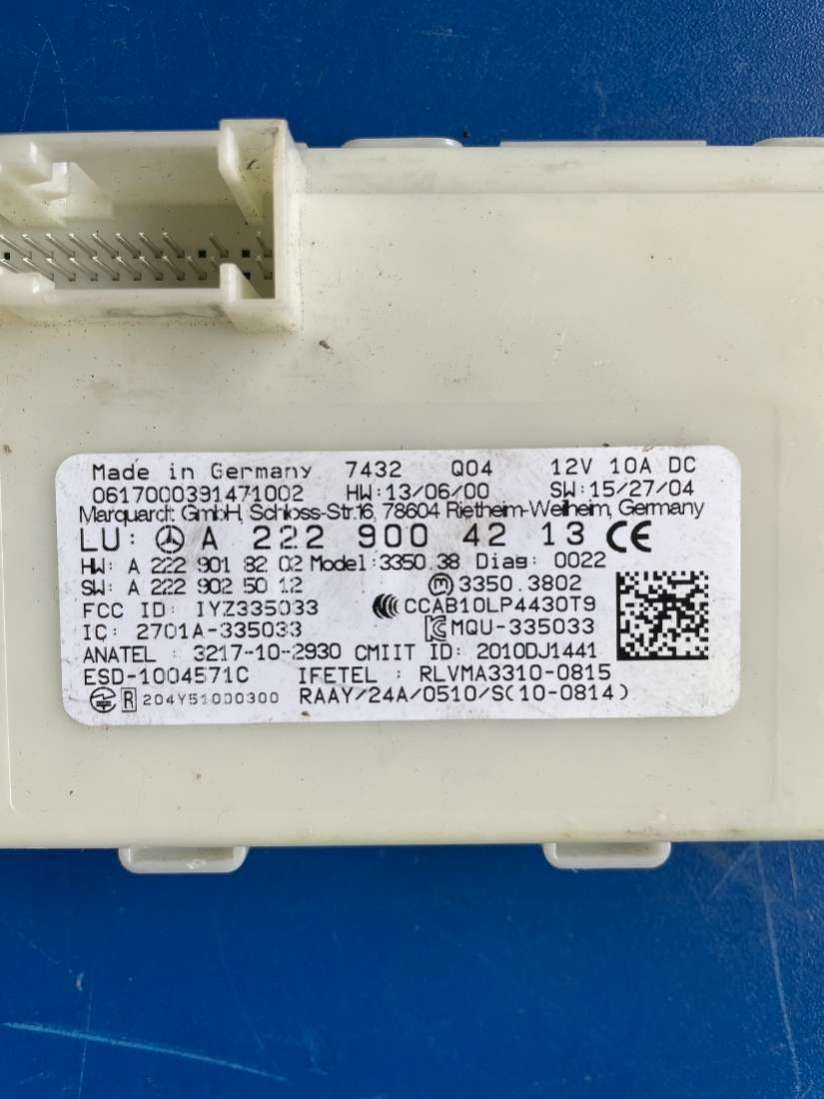 Made in Germany 7432 Q04 12V 10A DC
0617000391471002 HW:13/06/00 SW:15/27/04
Marquardt GmbH, Schloss-Str.16, 78604 Rietheim-Weilheim, Germany
LU: A 222 900 42 13 CE
HW: A 222 901 82 02 Model:3350.38 Diag: 0022
SW: A 222 902 50 12 M 3350.3802
FCC ID: IYZ335033 CCAB10LP4430T9
IC: 2701A-335033 MQU-335033
ANATEL : 3217-10-2930 CMIIT ID: 2010DJ1441
ESD-1004571C IFETEL : RLVMA3310-0815
R 204Y51000300 RAAY/24A/0510/S(10-0814)